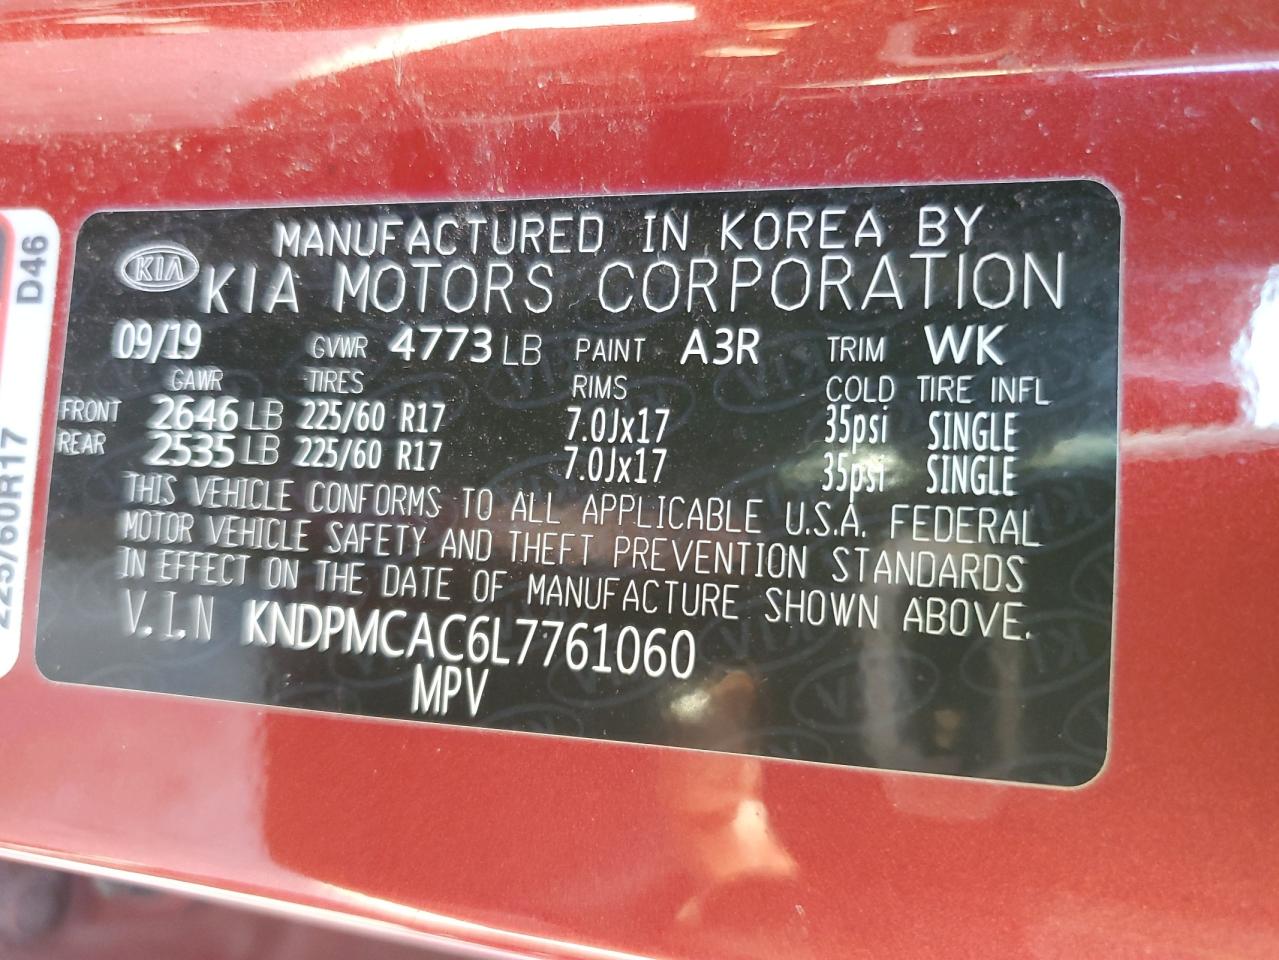 MANUFACTURED IN KOREA BY
KIA KIA MOTORS CORPORATION
09/19 GVWR 4773 LB PAINT A3R TRIM WK
GAWR TIRES RIMS COLD TIRE INFL
FRONT 2646 LB 225/60 R17 7.0Jx17 35psi SINGLE
REAR 2535 LB 225/60 R17 7.0Jx17 35psi SINGLE
THIS VEHICLE CONFORMS TO ALL APPLICABLE U.S.A. FEDERAL
MOTOR VEHICLE SAFETY AND THEFT PREVENTION STANDARDS
IN EFFECT ON THE DATE OF MANUFACTURE SHOWN ABOVE.
V.I.N KNDPMCAC6L7761060
MPV
225/60R17 D46